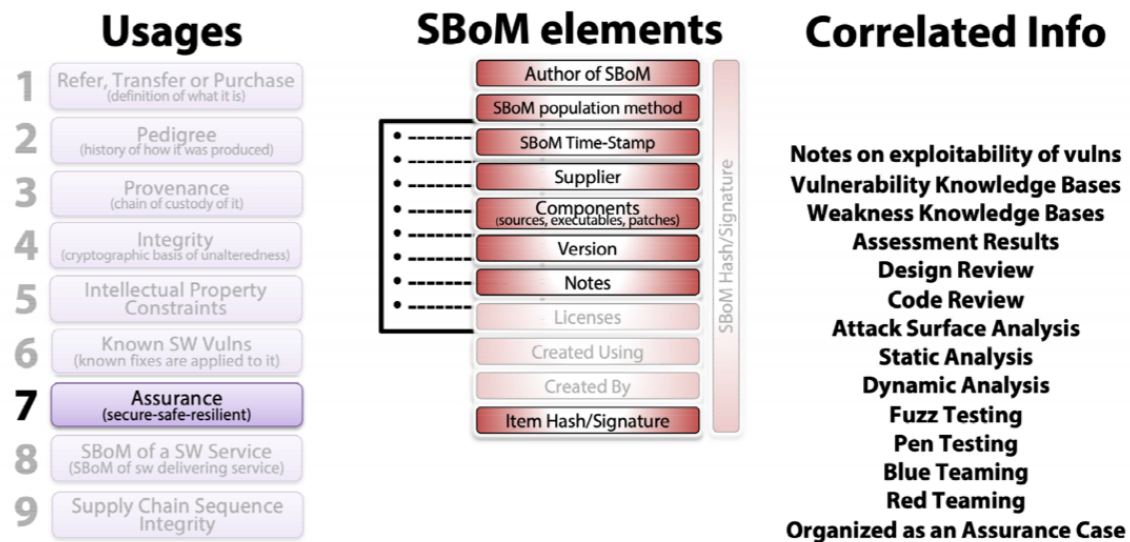 Usages
1
Refer, Transfer or Purchase
(definition of what it is)
2
Pedigree
(history of how it was produced)
3
Provenance
(chain of custody of it)
4
Integrity
(cryptographic basis of unalteredness)
5
Intellectual Property
Constraints
6
Known SW Vulns
(known fixes are applied to it)
7
Assurance
(secure-safe-resilient)
8
SBoM of a SW Service
(SBoM of sw delivering service)
9
Supply Chain Sequence
Integrity
SBoM elements
Author of SBoM
SBoM population method
SBoM Time-Stamp
Supplier
Components
(sources, executables, patches)
Version
Notes
Licenses
Created Using
Created By
Item Hash/Signature
SBoM Hash/Signature
Correlated Info
Notes on exploitability of vulns
Vulnerability Knowledge Bases
Weakness Knowledge Bases
Assessment Results
Design Review
Code Review
Attack Surface Analysis
Static Analysis
Dynamic Analysis
Fuzz Testing
Pen Testing
Blue Teaming
Red Teaming
Organized as an Assurance Case